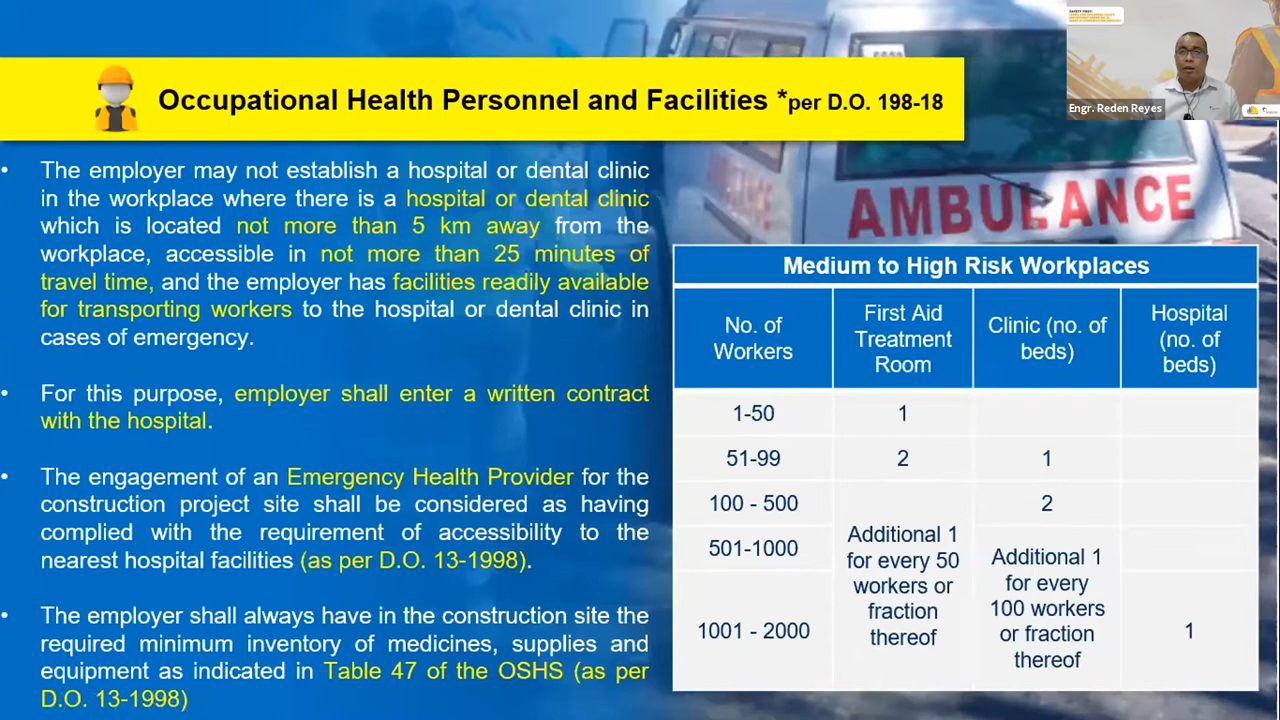 Occupational Health Personnel and Facilities *per D.O. 198-18
Engr. Reden Reyes
AMBULANCE
• The employer may not establish a hospital or dental clinic
in the workplace where there is a hospital or dental clinic
which is located not more than 5 km away from the
workplace, accessible in not more than 25 minutes of
travel time, and the employer has facilities readily available
for transporting workers to the hospital or dental clinic in
cases of emergency.
• For this purpose, employer shall enter a written contract
with the hospital.
• The engagement of an Emergency Health Provider for the
construction project site shall be considered as having
complied with the requirement of accessibility to the
nearest hospital facilities (as per D.O. 13-1998).
• The employer shall always have in the construction site the
required minimum inventory of medicines, supplies and
equipment as indicated in Table 47 of the OSHS (as per
D.O. 13-1998)
Medium to High Risk Workplaces
No. of
Workers
First Aid
Treatment
Room
Clinic (no. of
beds)
Hospital
(no. of
beds)
1-50
1
51-99
2
1
100 - 500
2
501-1000
1001 - 2000
Additional 1
for every 50
workers or
fraction
thereof
Additional 1
for every
100 workers
or fraction
thereof
1